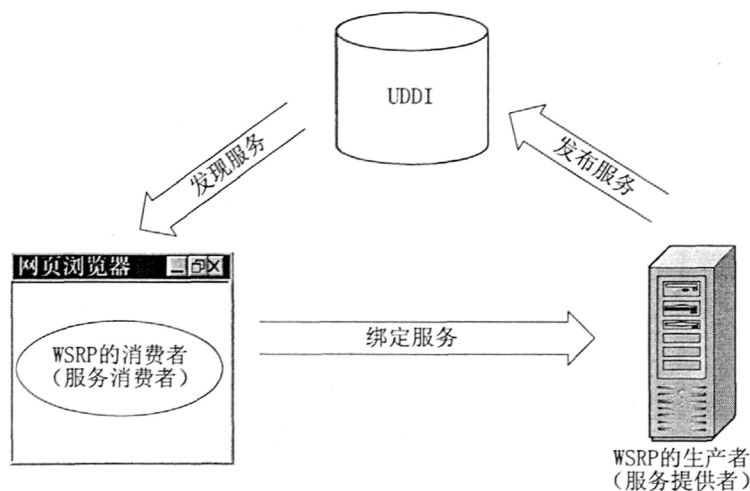 UDDI
发现服务
发布服务
网页浏览器
WSRP的消费者
（服务消费者）
绑定服务
WSRP的生产者
（服务提供者）